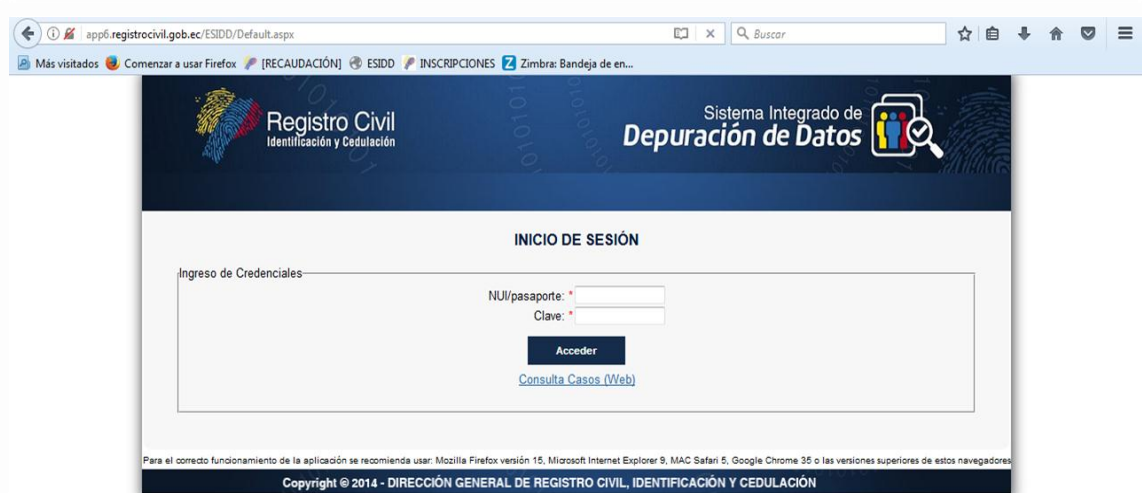 app6.registrocivil.gob.ec/ESIDD/Default.aspx
Buscar
Más visitados Comenzar a usar Firefox [RECAUDACIÓN] ESIDD INSCRIPCIONES Zimbra: Bandeja de en...
Registro Civil
Identificación y Cedulación
Sistema Integrado de
Depuración de Datos
INICIO DE SESIÓN
Ingreso de Credenciales
NUI/pasaporte: *
Clave: *
Acceder
Consulta Casos (Web)
Para el correcto funcionamiento de la aplicación se recomienda usar: Mozilla Firefox versión 15, Microsoft Internet Explorer 9, MAC Safari 5, Google Chrome 35 o las versiones superiores de estos navegadores
Copyright © 2014 - DIRECCIÓN GENERAL DE REGISTRO CIVIL, IDENTIFICACIÓN Y CEDULACIÓN